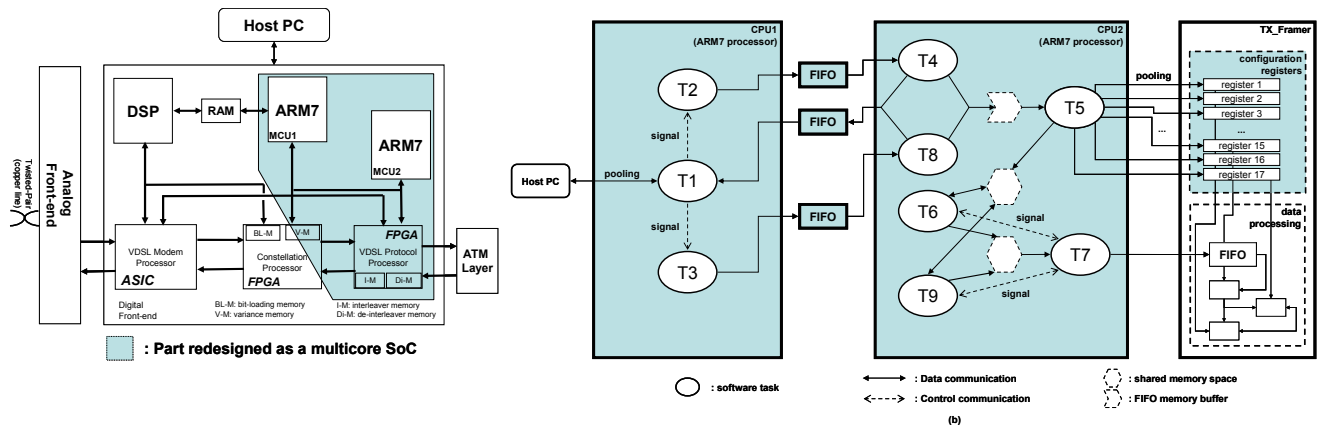 Host PC
Twisted-Pair
(copper line)
Analog
Front-end
DSP
RAM
ARM7
MCU1
ARM7
MCU2
VDSL Modem
Processor
ASIC
BL-M
V-M
Constellation
Processor
FPGA
FPGA
VDSL Protocol
Processor
I-M
Di-M
ATM
Layer
Digital
Front-end
BL-M: bit-loading memory
V-M: variance memory
I-M: interleaver memory
Di-M: de-interleaver memory
: Part redesigned as a multicore SoC
Host PC
pooling
CPU1
(ARM7 processor)
T2
signal
T1
signal
T3
FIFO
FIFO
FIFO
CPU2
(ARM7 processor)
T4
T8
T5
T6
signal
T7
T9
signal
TX_Framer
pooling
configuration
registers
register 1
register 2
register 3
...
...
register 15
register 16
register 17
data
processing
FIFO
: software task
: Data communication
: Control communication
: shared memory space
: FIFO memory buffer
(b)